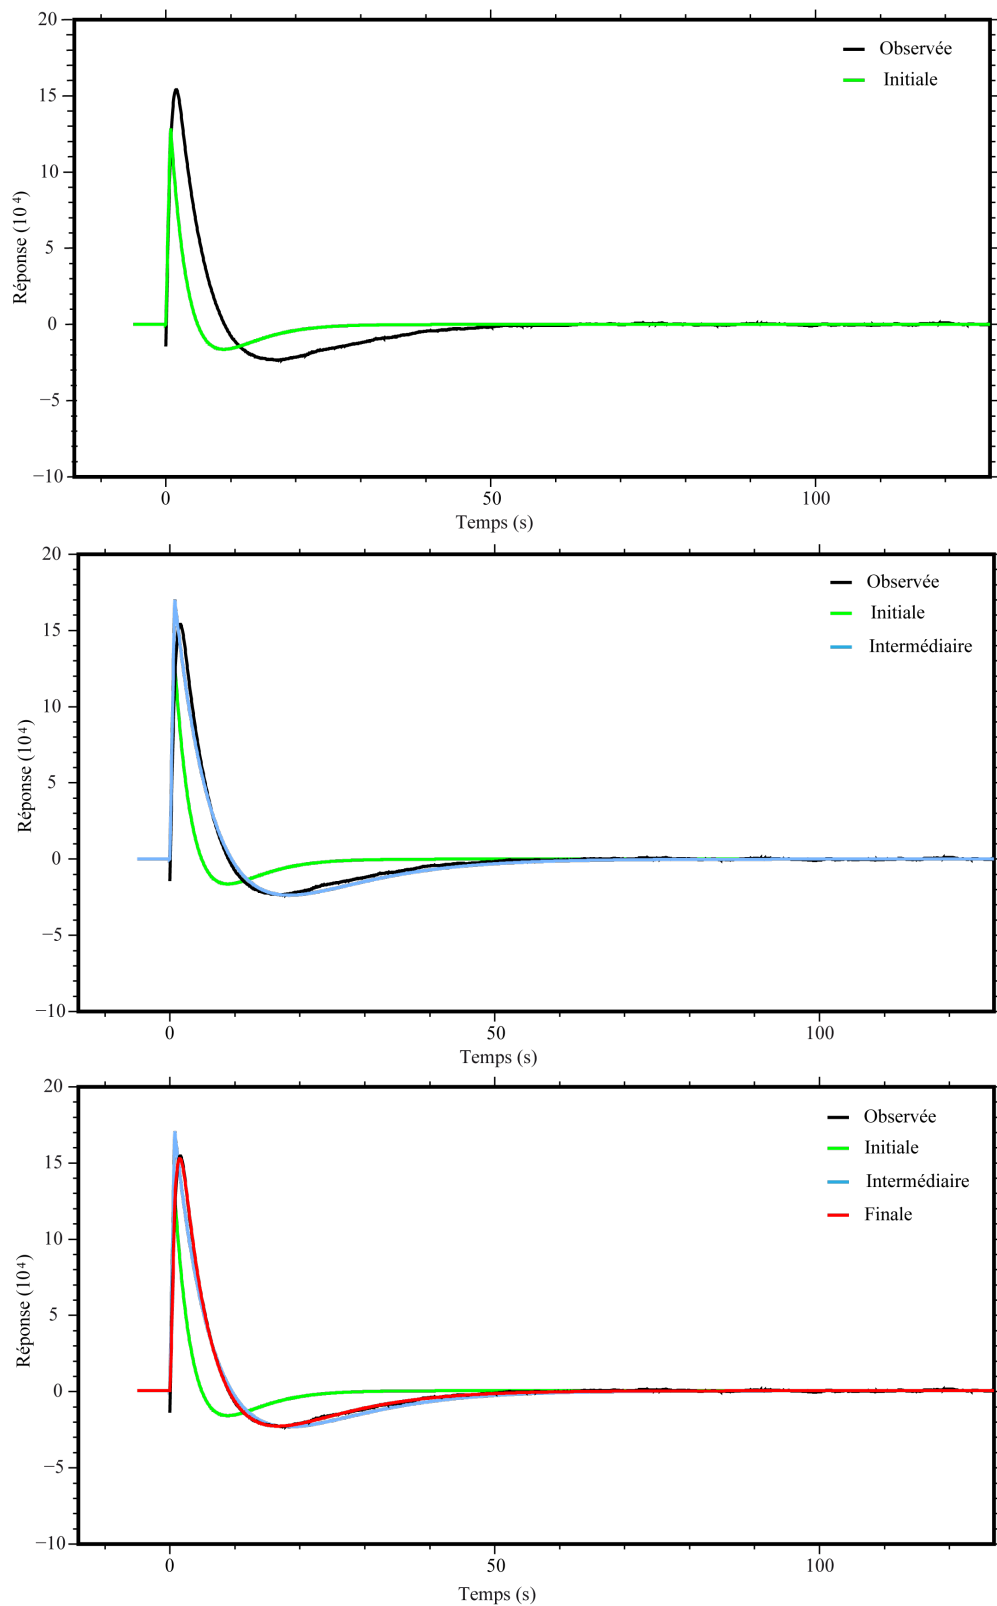 20
15
10
5
0
−5
−10
Réponse (10⁴)
Observée
Initiale
0
50
100
Temps (s)
20
15
10
5
0
−5
−10
Réponse (10⁴)
Observée
Initiale
Intermédiaire
0
50
100
Temps (s)
20
15
10
5
0
−5
−10
Réponse (10⁴)
Observée
Initiale
Intermédiaire
Finale
0
50
100
Temps (s)